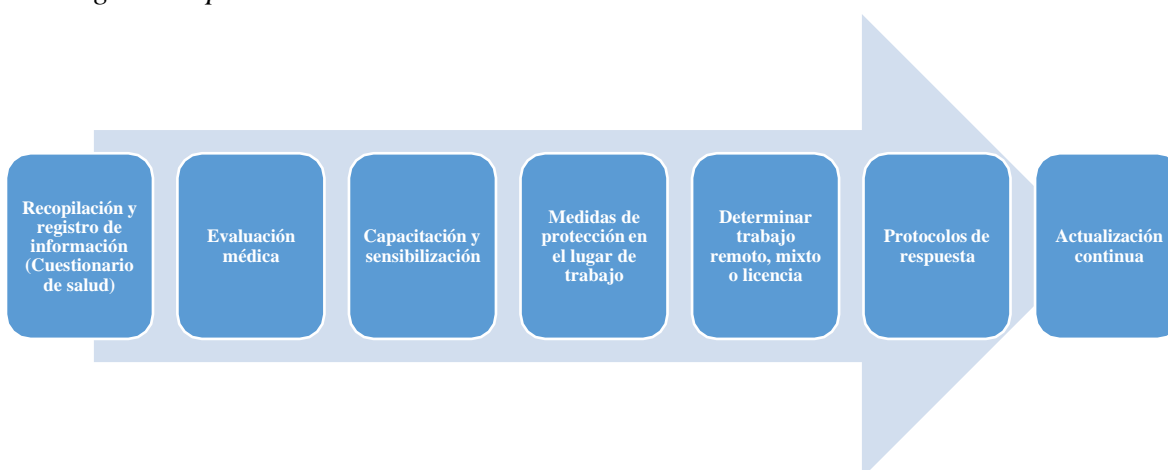 Recopilación y
registro de
información
(Cuestionario
de salud)
Evaluación
médica
Capacitación y
sensibilización
Medidas de
protección en
el lugar de
trabajo
Determinar
trabajo
remoto, mixto
o licencia
Protocolos de
respuesta
Actualización
continua